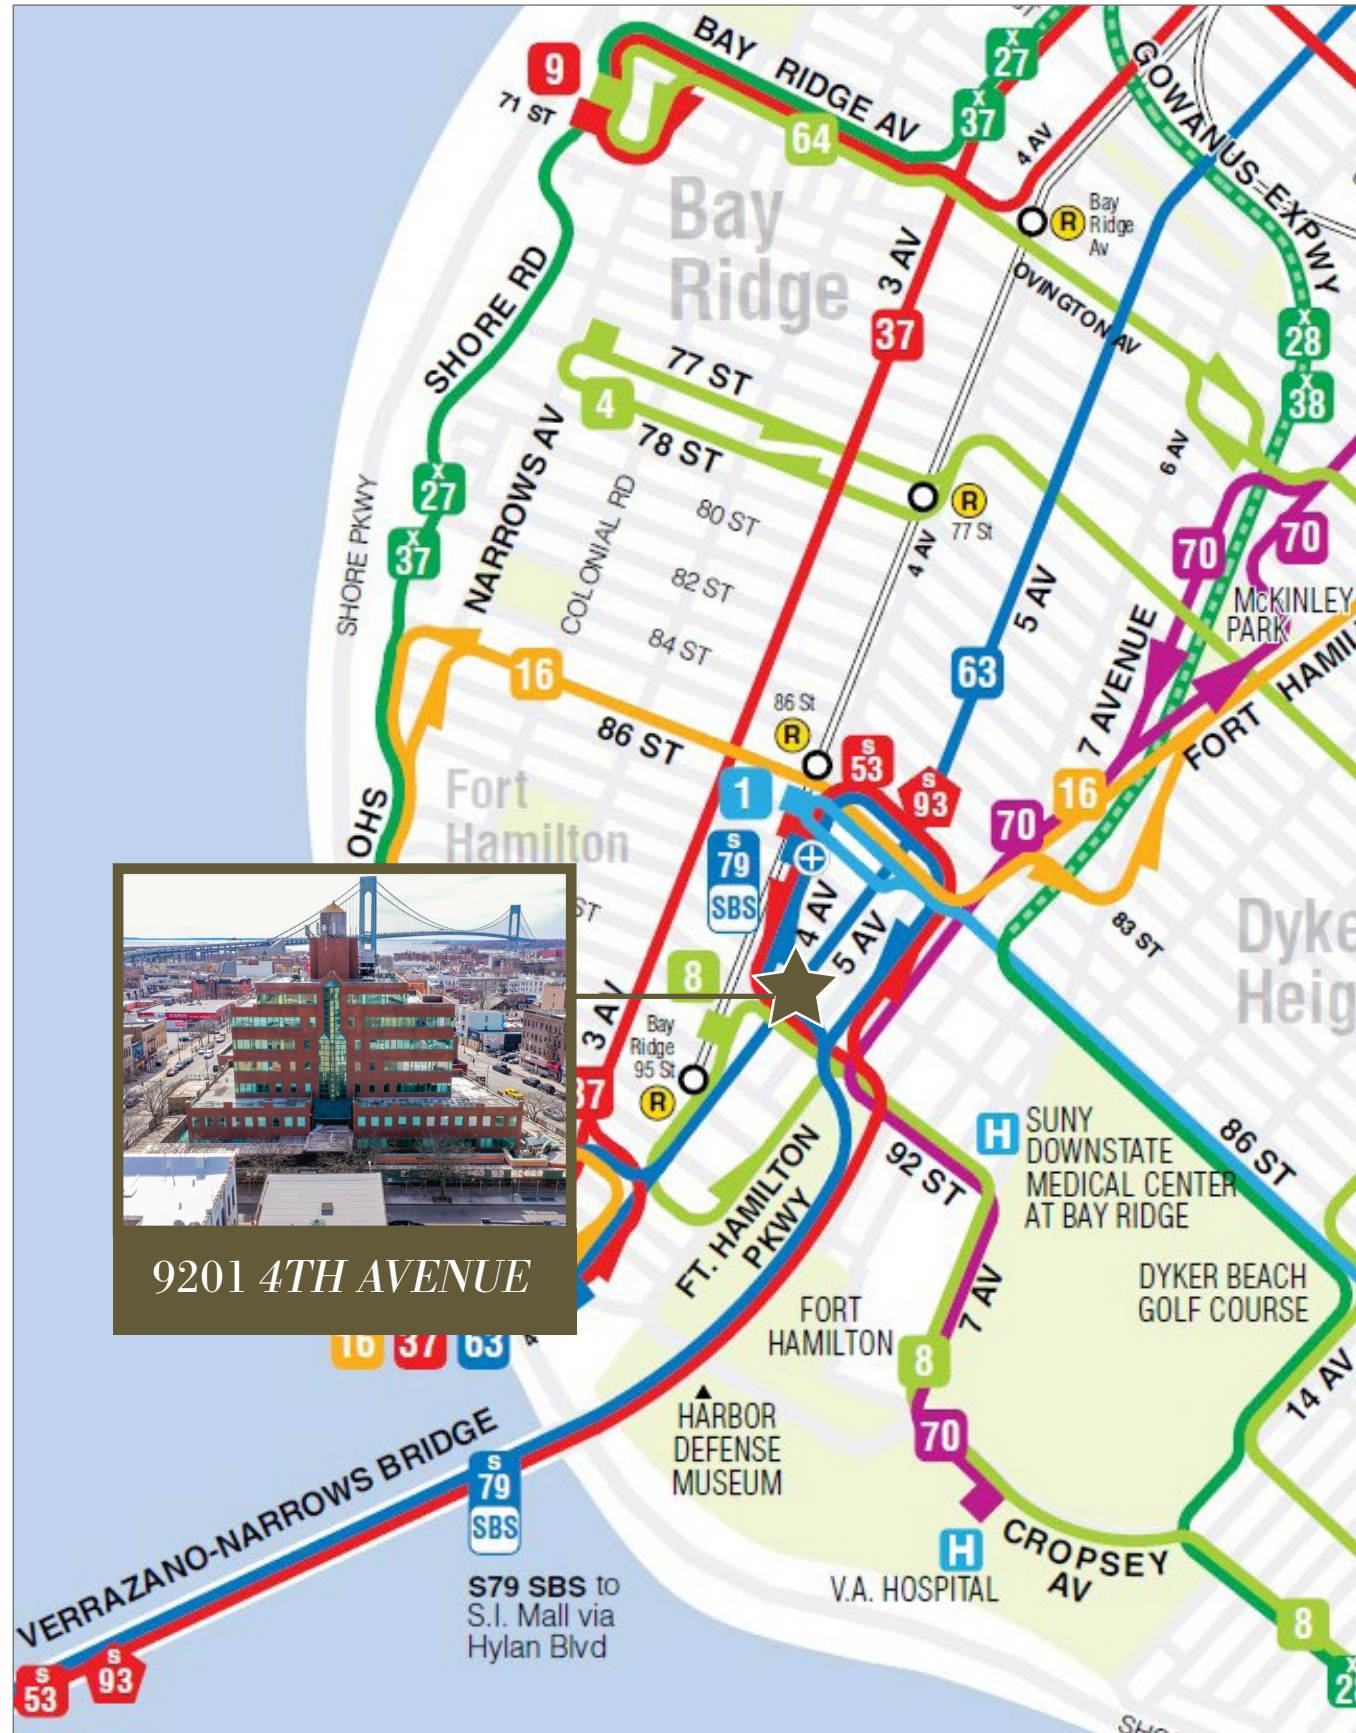 BAY RIDGE AV
X
27
X
37
9
71 ST
64
4 AV
GOWANUS EXPWY
Bay
Ridge
R
Bay
Ridge
Av
3 AV
OVINGTON AV
SHORE RD
37
X
28
X
38
77 ST
4
78 ST
6 AV
NARROWS AV
X
27
R
77 St
SHORE PKWY
COLONIAL RD
80 ST
4 AV
70
70
X
37
82 ST
5 AV
McKINLEY
PARK
84 ST
16
63
7 AVENUE
FORT HAMIL
86 St
R
86 ST
S
53
S
93
16
1
70
Fort
Hamilton
SHO
S
79
SBS
4 AV
5 AV
83 ST
Dyke
Heig
ST
8
3 AV
Bay
Ridge
95 St
R
37
H
SUNY
DOWNSTATE
MEDICAL CENTER
AT BAY RIDGE
86 ST
92 ST
FT. HAMILTON
PKWY
STAPLES
9201 4TH AVENUE
DYKER BEACH
GOLF COURSE
7 AV
FORT
HAMILTON
8
16
37
63
4
14 AV
HARBOR
DEFENSE
MUSEUM
70
VERRAZANO-NARROWS BRIDGE
S
79
SBS
CROPSEY
AV
H
V.A. HOSPITAL
S79 SBS to
S.I. Mall via
Hylan Blvd
8
S
53
S
93
X
28
SHO